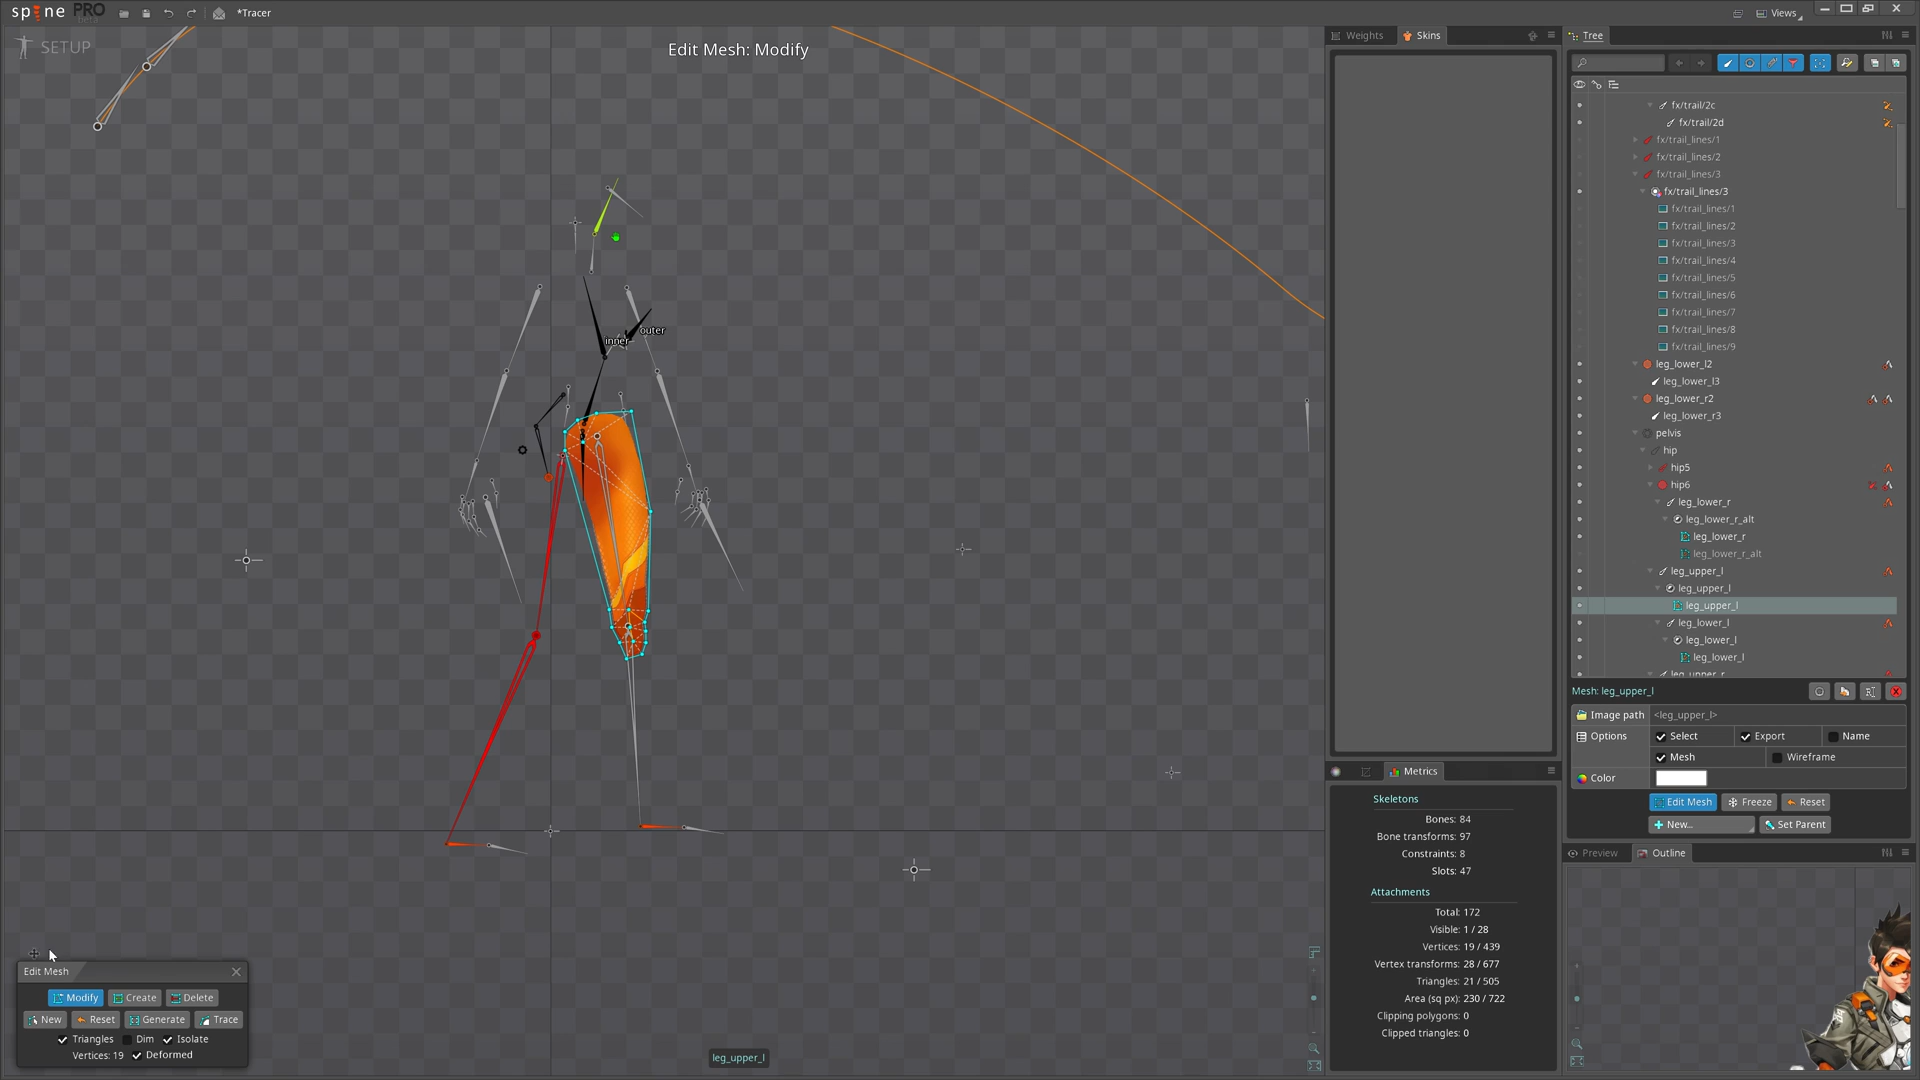 spine PRO
beta
*Tracer
Views
SETUP
Edit Mesh: Modify
outer
inner
leg_upper_l
Edit Mesh
Modify
Create
Delete
New
Reset
Generate
Trace
Triangles
Dim
Isolate
Vertices: 19
Deformed
Weights
Skins
Metrics
Skeletons
Bones: 84
Bone transforms: 97
Constraints: 8
Slots: 47
Attachments
Total: 172
Visible: 1 / 28
Vertices: 19 / 439
Vertex transforms: 28 / 677
Triangles: 21 / 505
Area (sq px): 230 / 722
Clipping polygons: 0
Clipped triangles: 0
Tree
fx/trail/2c
fx/trail/2d
fx/trail_lines/1
fx/trail_lines/2
fx/trail_lines/3
fx/trail_lines/3
fx/trail_lines/1
fx/trail_lines/2
fx/trail_lines/3
fx/trail_lines/4
fx/trail_lines/5
fx/trail_lines/6
fx/trail_lines/7
fx/trail_lines/8
fx/trail_lines/9
leg_lower_l2
leg_lower_l3
leg_lower_r2
leg_lower_r3
pelvis
hip
hip5
hip6
leg_lower_r
leg_lower_r_alt
leg_lower_r
leg_lower_r_alt
leg_upper_l
leg_upper_l
leg_upper_l
leg_lower_l
leg_lower_l
leg_lower_l
leg_upper_r
Mesh: leg_upper_l
Image path
<leg_upper_l>
Options
Select
Export
Name
Mesh
Wireframe
Color
Edit Mesh
Freeze
Reset
New...
Set Parent
Preview
Outline